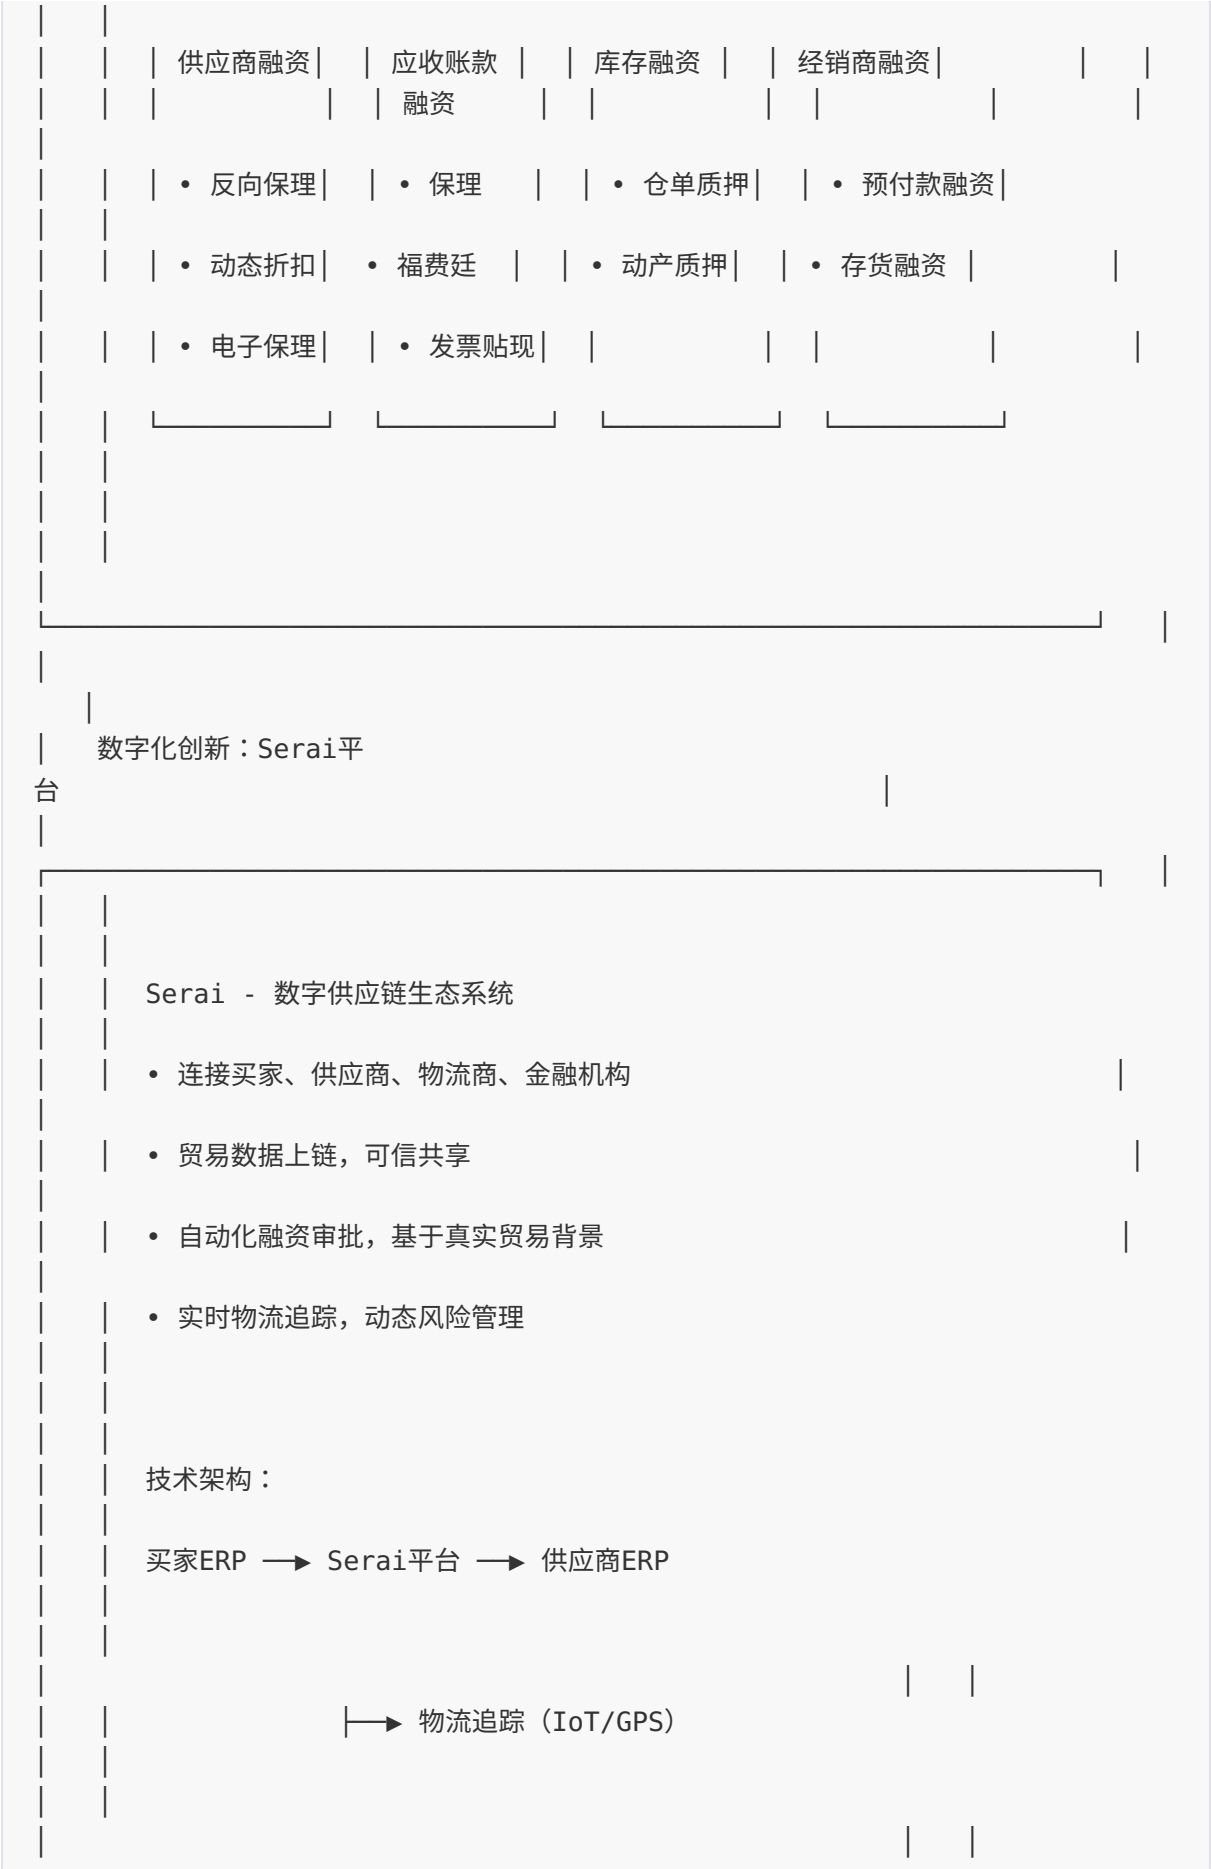 供应商融资 应收账款 库存融资 经销商融资
融资
• 反向保理 • 保理 • 仓单质押 • 预付款融资
• 动态折扣 • 福费廷 • 动产质押 • 存货融资
• 电子保理 • 发票贴现
数字化创新：Serai平
台
Serai - 数字供应链生态系统
• 连接买家、供应商、物流商、金融机构
• 贸易数据上链，可信共享
• 自动化融资审批，基于真实贸易背景
• 实时物流追踪，动态风险管理
技术架构：
买家ERP ──▶ Serai平台 ──▶ 供应商ERP
├──▶ 物流追踪（IoT/GPS）